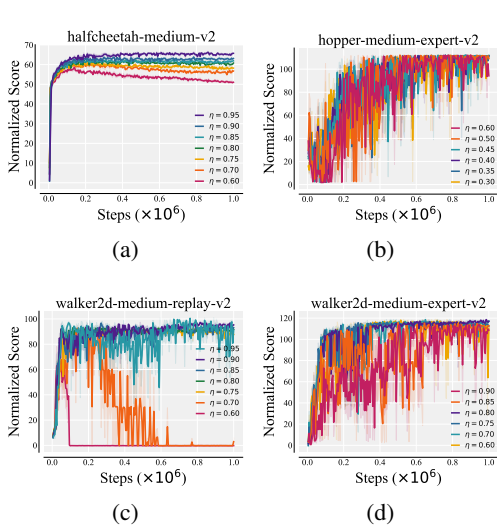 halfcheetah-medium-v2
Normalized Score
70
60
50
40
30
20
10
0
η = 0.95
η = 0.90
η = 0.85
η = 0.80
η = 0.75
η = 0.70
η = 0.60
0.0 0.2 0.4 0.6 0.8 1.0
Steps (×10⁶)
(a)
hopper-medium-expert-v2
Normalized Score
100
80
60
40
20
0
η = 0.60
η = 0.50
η = 0.45
η = 0.40
η = 0.35
η = 0.30
0.0 0.2 0.4 0.6 0.8 1.0
Steps (×10⁶)
(b)
walker2d-medium-replay-v2
Normalized Score
100
80
60
40
20
0
η = 0.95
η = 0.90
η = 0.85
η = 0.80
η = 0.75
η = 0.70
η = 0.60
0.0 0.2 0.4 0.6 0.8 1.0
Steps (×10⁶)
(c)
walker2d-medium-expert-v2
Normalized Score
120
100
80
60
40
20
0
η = 0.90
η = 0.85
η = 0.80
η = 0.75
η = 0.70
η = 0.60
0.0 0.2 0.4 0.6 0.8 1.0
Steps (×10⁶)
(d)